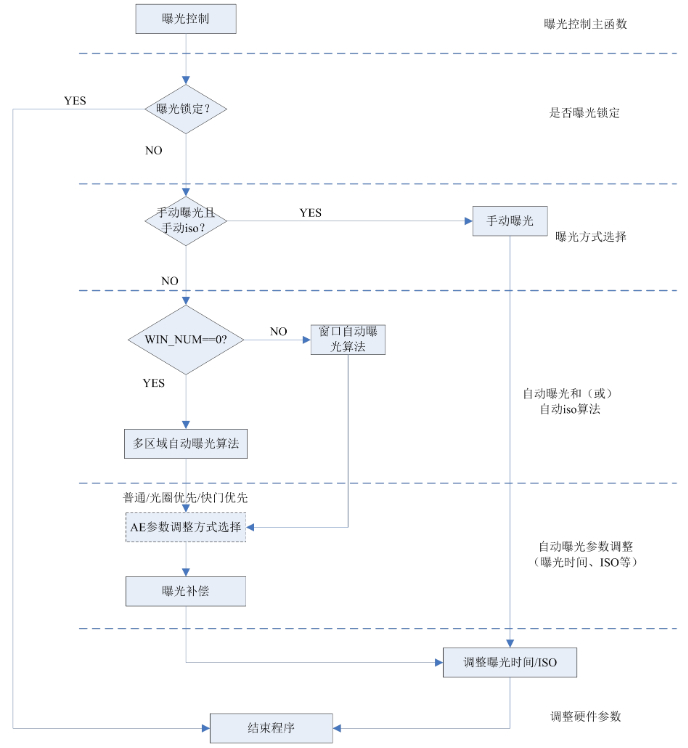 曝光控制
曝光控制主函数
YES
曝光锁定？
是否曝光锁定
NO
手动曝光且
手动iso？
YES
手动曝光
曝光方式选择
NO
WIN_NUM==0?
NO
窗口自动曝
光算法
YES
自动曝光和（或）
自动iso算法
多区域自动曝光算法
普通/光圈优先/快门优先
AE参数调整方式选择
自动曝光参数调整
（曝光时间、ISO等）
曝光补偿
调整曝光时间/ISO
调整硬件参数
结束程序